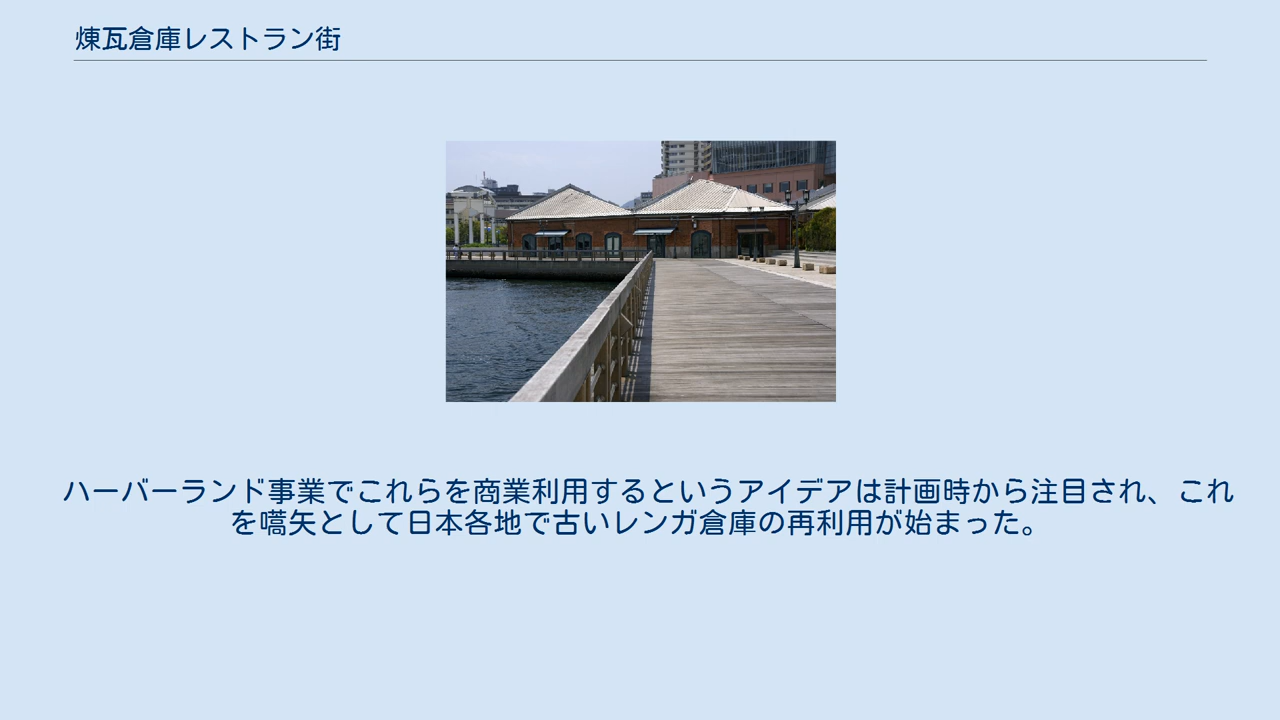 煉瓦倉庫レストラン街
ハーバーランド事業でこれらを商業利用するというアイデアは計画時から注目され、これ
を嚆矢として日本各地で古いレンガ倉庫の再利用が始まった。